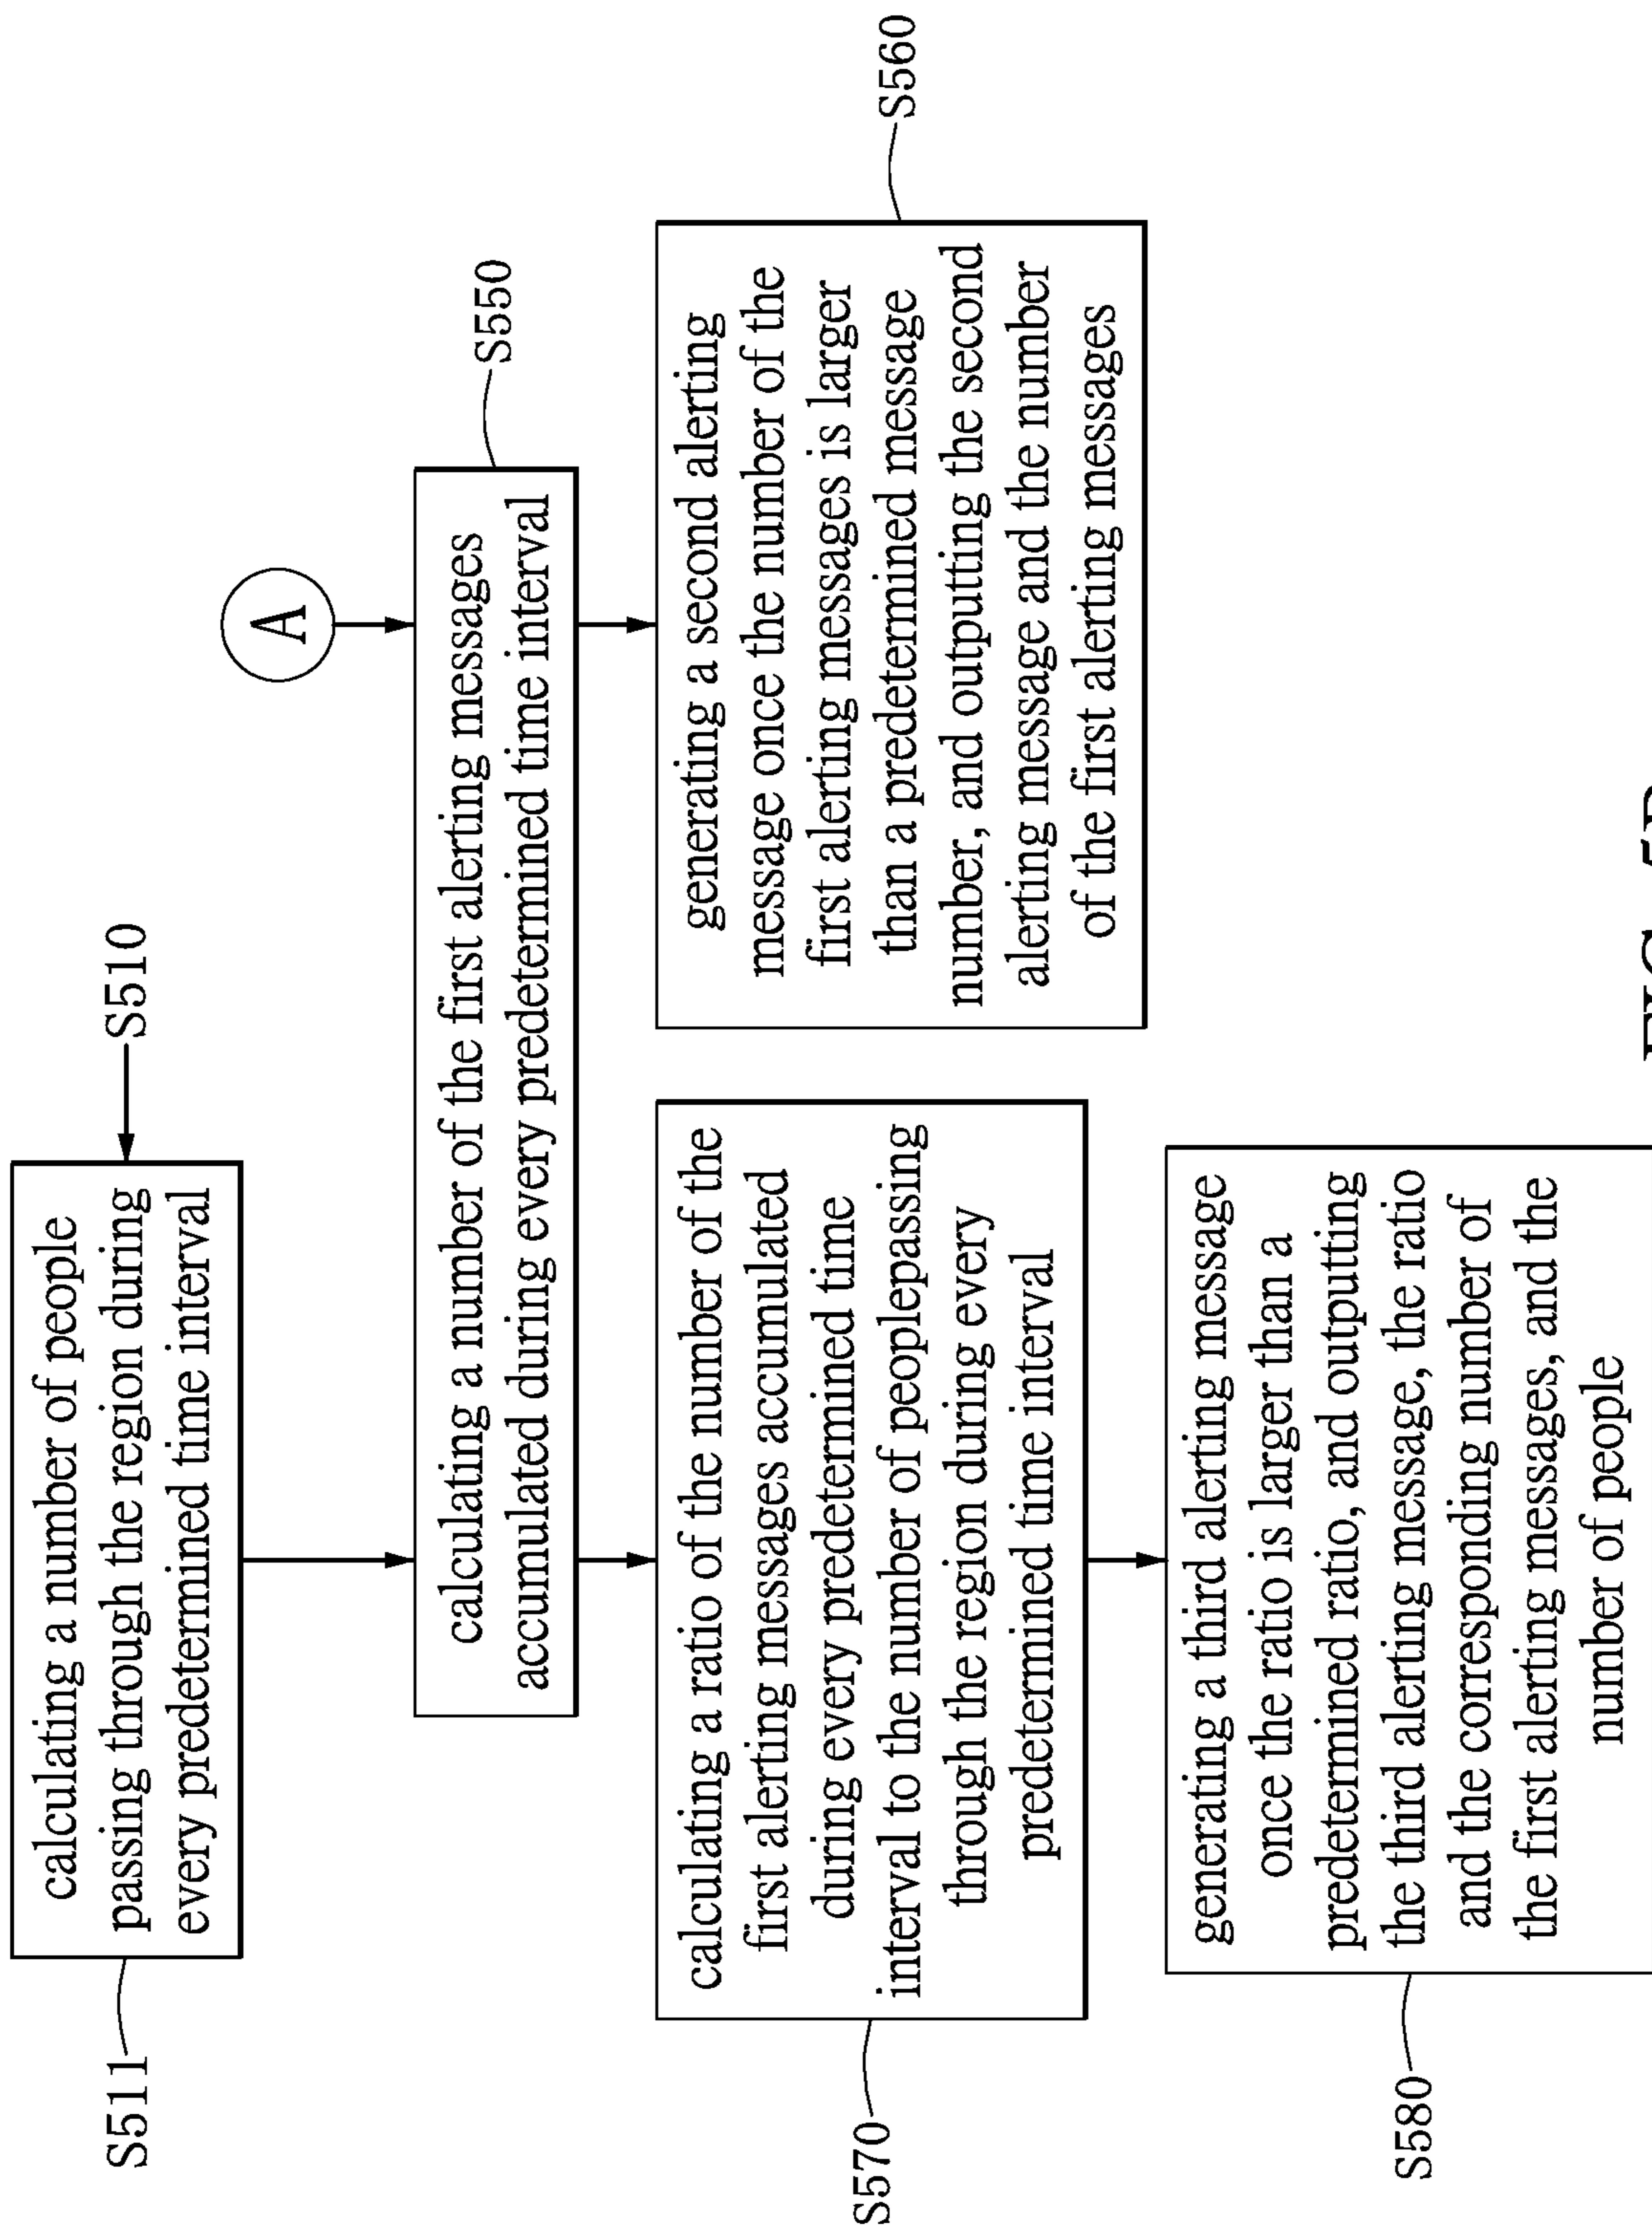 S510
S511
calculating a number of people
passing through the region during
every predetermined time interval
A
S550
calculating a number of the first alerting messages
accumulated during every predetermined time interval
S570
calculating a ratio of the number of the
first alerting messages accumulated
during every predetermined time
interval to the number of peoplepassing
through the region during every
predetermined time interval
S560
generating a second alerting
message once the number of the
first alerting messages is larger
than a predetermined message
number, and outputting the second
alerting message and the number
of the first alerting messages
S580
generating a third alerting message
once the ratio is larger than a
predetermined ratio, and outputting
the third alerting message, the ratio
and the corresponding number of
the first alerting messages, and the
number of people